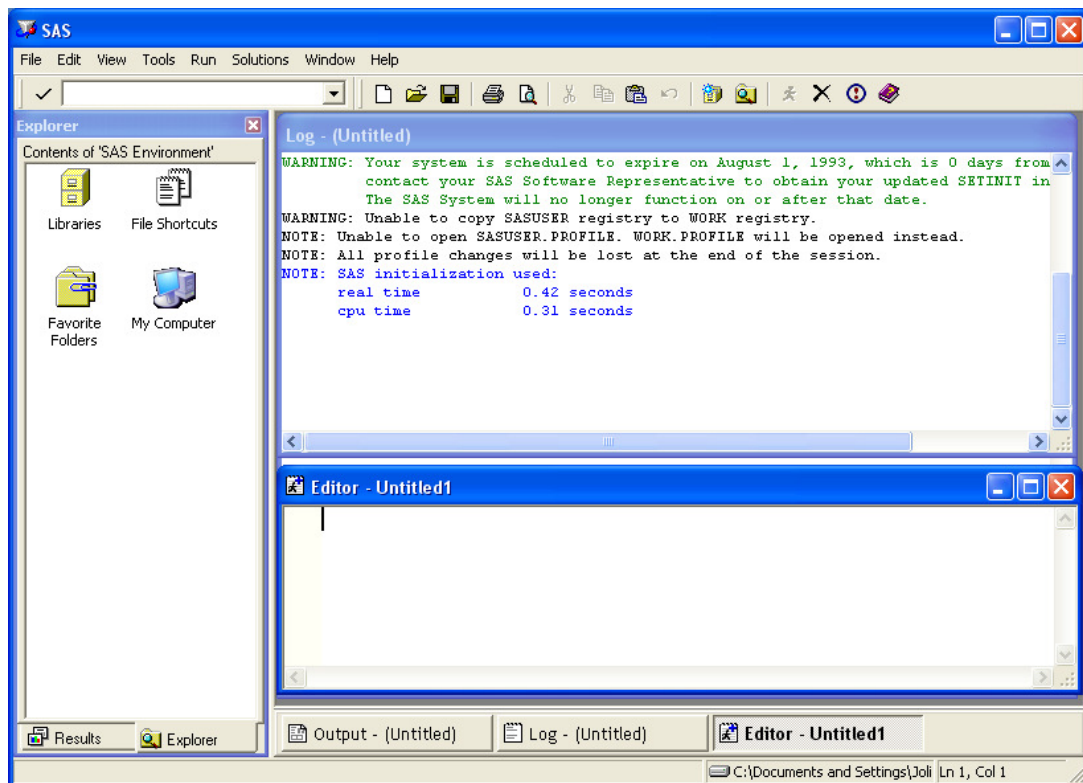 SAS
File Edit View Tools Run Solutions Window Help
Explorer
Contents of 'SAS Environment'
Libraries
File Shortcuts
Favorite
Folders
My Computer
Results
Explorer
Log - (Untitled)
WARNING: Your system is scheduled to expire on August 1, 1993, which is 0 days from
contact your SAS Software Representative to obtain your updated SETINIT in
The SAS System will no longer function on or after that date.
WARNING: Unable to copy SASUSER registry to WORK registry.
NOTE: Unable to open SASUSER.PROFILE. WORK.PROFILE will be opened instead.
NOTE: All profile changes will be lost at the end of the session.
NOTE: SAS initialization used:
real time 0.42 seconds
cpu time 0.31 seconds
Editor - Untitled1
Output - (Untitled)
Log - (Untitled)
Editor - Untitled1
C:\Documents and Settings\Joli
Ln 1, Col 1